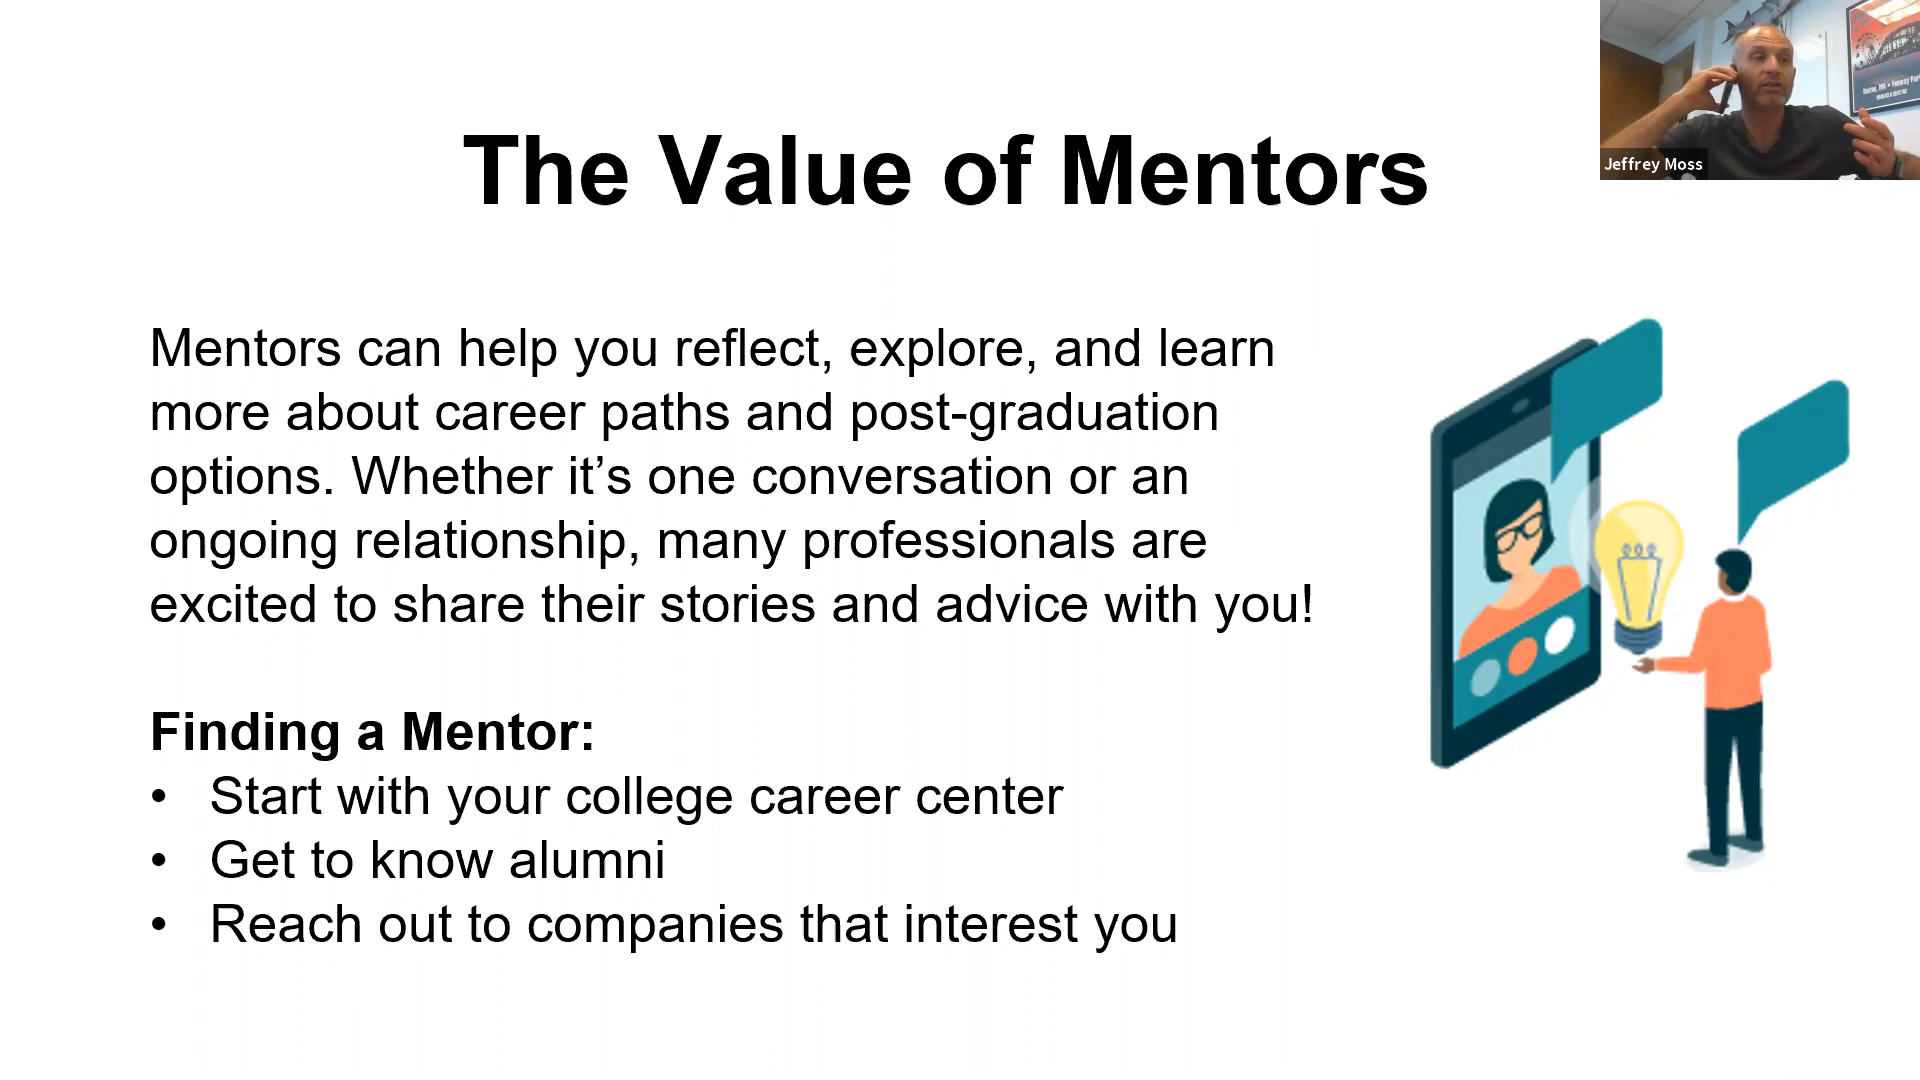 The Value of Mentors
Jeffrey Moss
Mentors can help you reflect, explore, and learn
more about career paths and post-graduation
options. Whether it’s one conversation or an
ongoing relationship, many professionals are
excited to share their stories and advice with you!
Finding a Mentor:
• Start with your college career center
• Get to know alumni
• Reach out to companies that interest you